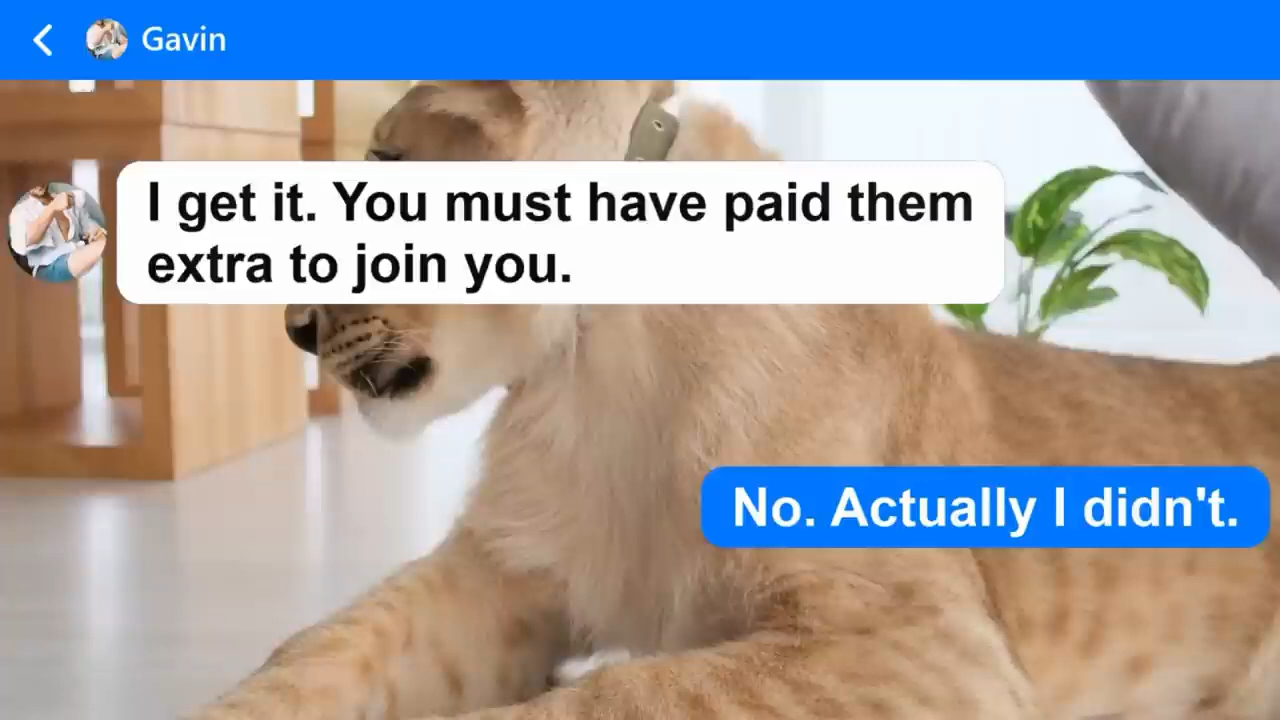 Gavin
I get it. You must have paid them
extra to join you.
No. Actually I didn't.